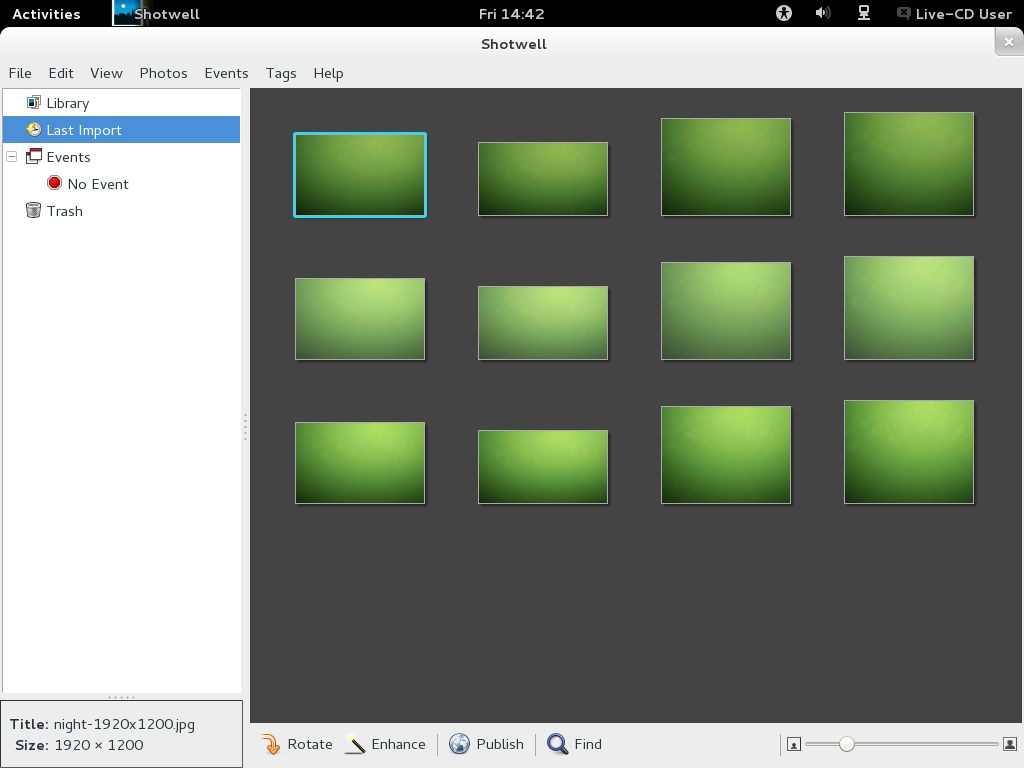 Activities Shotwell Fri 14:42 Live-CD User
Shotwell
File Edit View Photos Events Tags Help
Library
Last Import
Events
No Event
Trash
Title: night-1920x1200.jpg
Size: 1920 × 1200
Rotate Enhance Publish Find